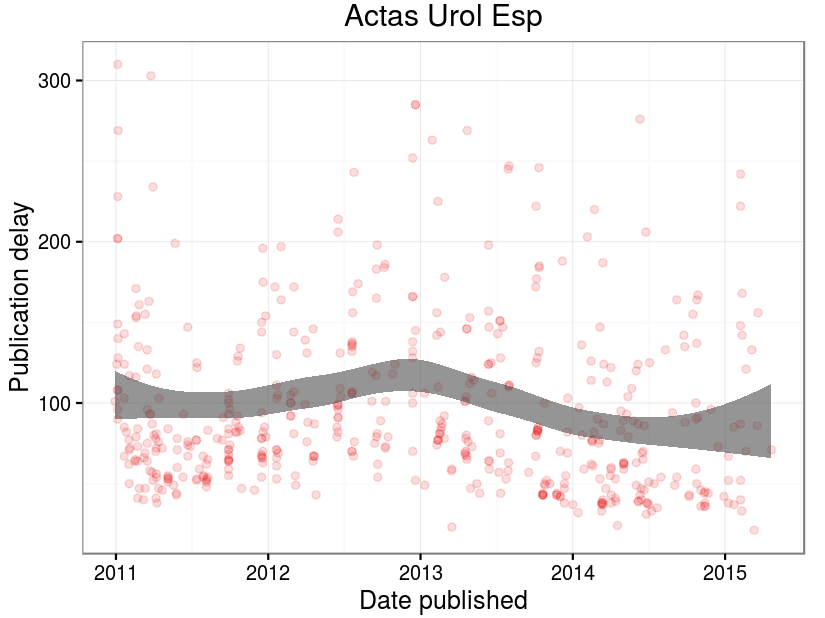 Actas Urol Esp
Publication delay
300
200
100
2011 2012 2013 2014 2015
Date published